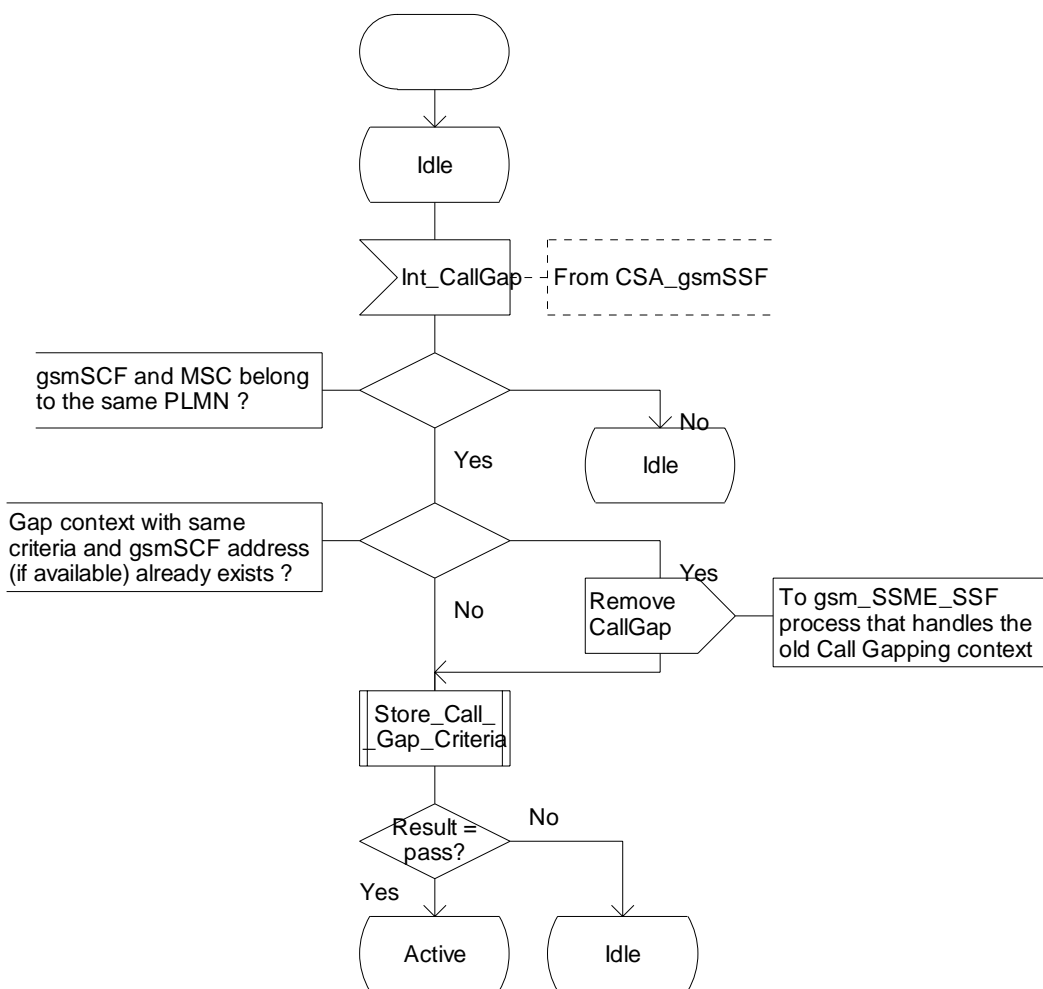 Idle
Int_CallGap
From CSA_gsmSSF
gsmSCF and MSC belong
to the same PLMN ?
No
Idle
Yes
Gap context with same
criteria and gsmSCF address
(if available) already exists ?
Yes
No
Remove
CallGap
To gsm_SSME_SSF
process that handles the
old Call Gapping context
Store_Call_
_Gap_Criteria
Result =
pass?
No
Yes
Active
Idle